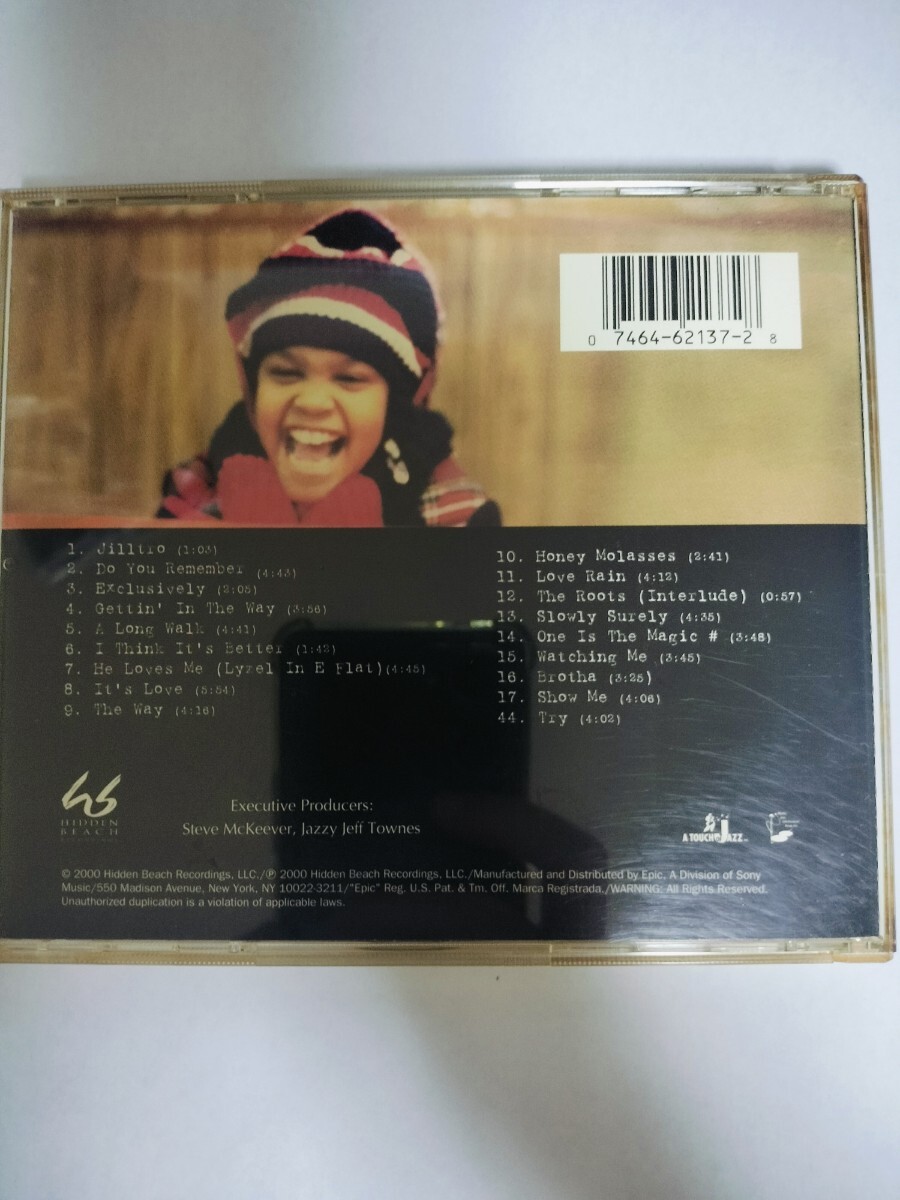 0 7464-62137-2 8
1. Jilltro (1:03)
2. Do You Remember (4:43)
3. Exclusively (2:05)
4. Gettin' In The Way (3:56)
5. A Long Walk (4:41)
6. I Think It's Better (1:42)
7. He Loves Me (Lyzel In E Flat)(4:45)
8. It's Love (5:54)
9. The Way (4:16)
10. Honey Molasses (2:41)
11. Love Rain (4:12)
12. The Roots (Interlude) (0:57)
13. Slowly Surely (4:35)
14. One Is The Magic # (3:48)
15. Watching Me (3:45)
16. Brotha (3:25)
17. Show Me (4:06)
44. Try (4:02)
hb
HIDDEN
BEACH
Executive Producers:
Steve McKeever, Jazzy Jeff Townes
A TOUCH OF JAZZ
© 2000 Hidden Beach Recordings, LLC./℗ 2000 Hidden Beach Recordings, LLC./Manufactured and Distributed by Epic, A Division of Sony
Music/550 Madison Avenue, New York, NY 10022-3211/"Epic" Reg. U.S. Pat. & Tm. Off. Marca Registrada./WARNING: All Rights Reserved.
Unauthorized duplication is a violation of applicable laws.